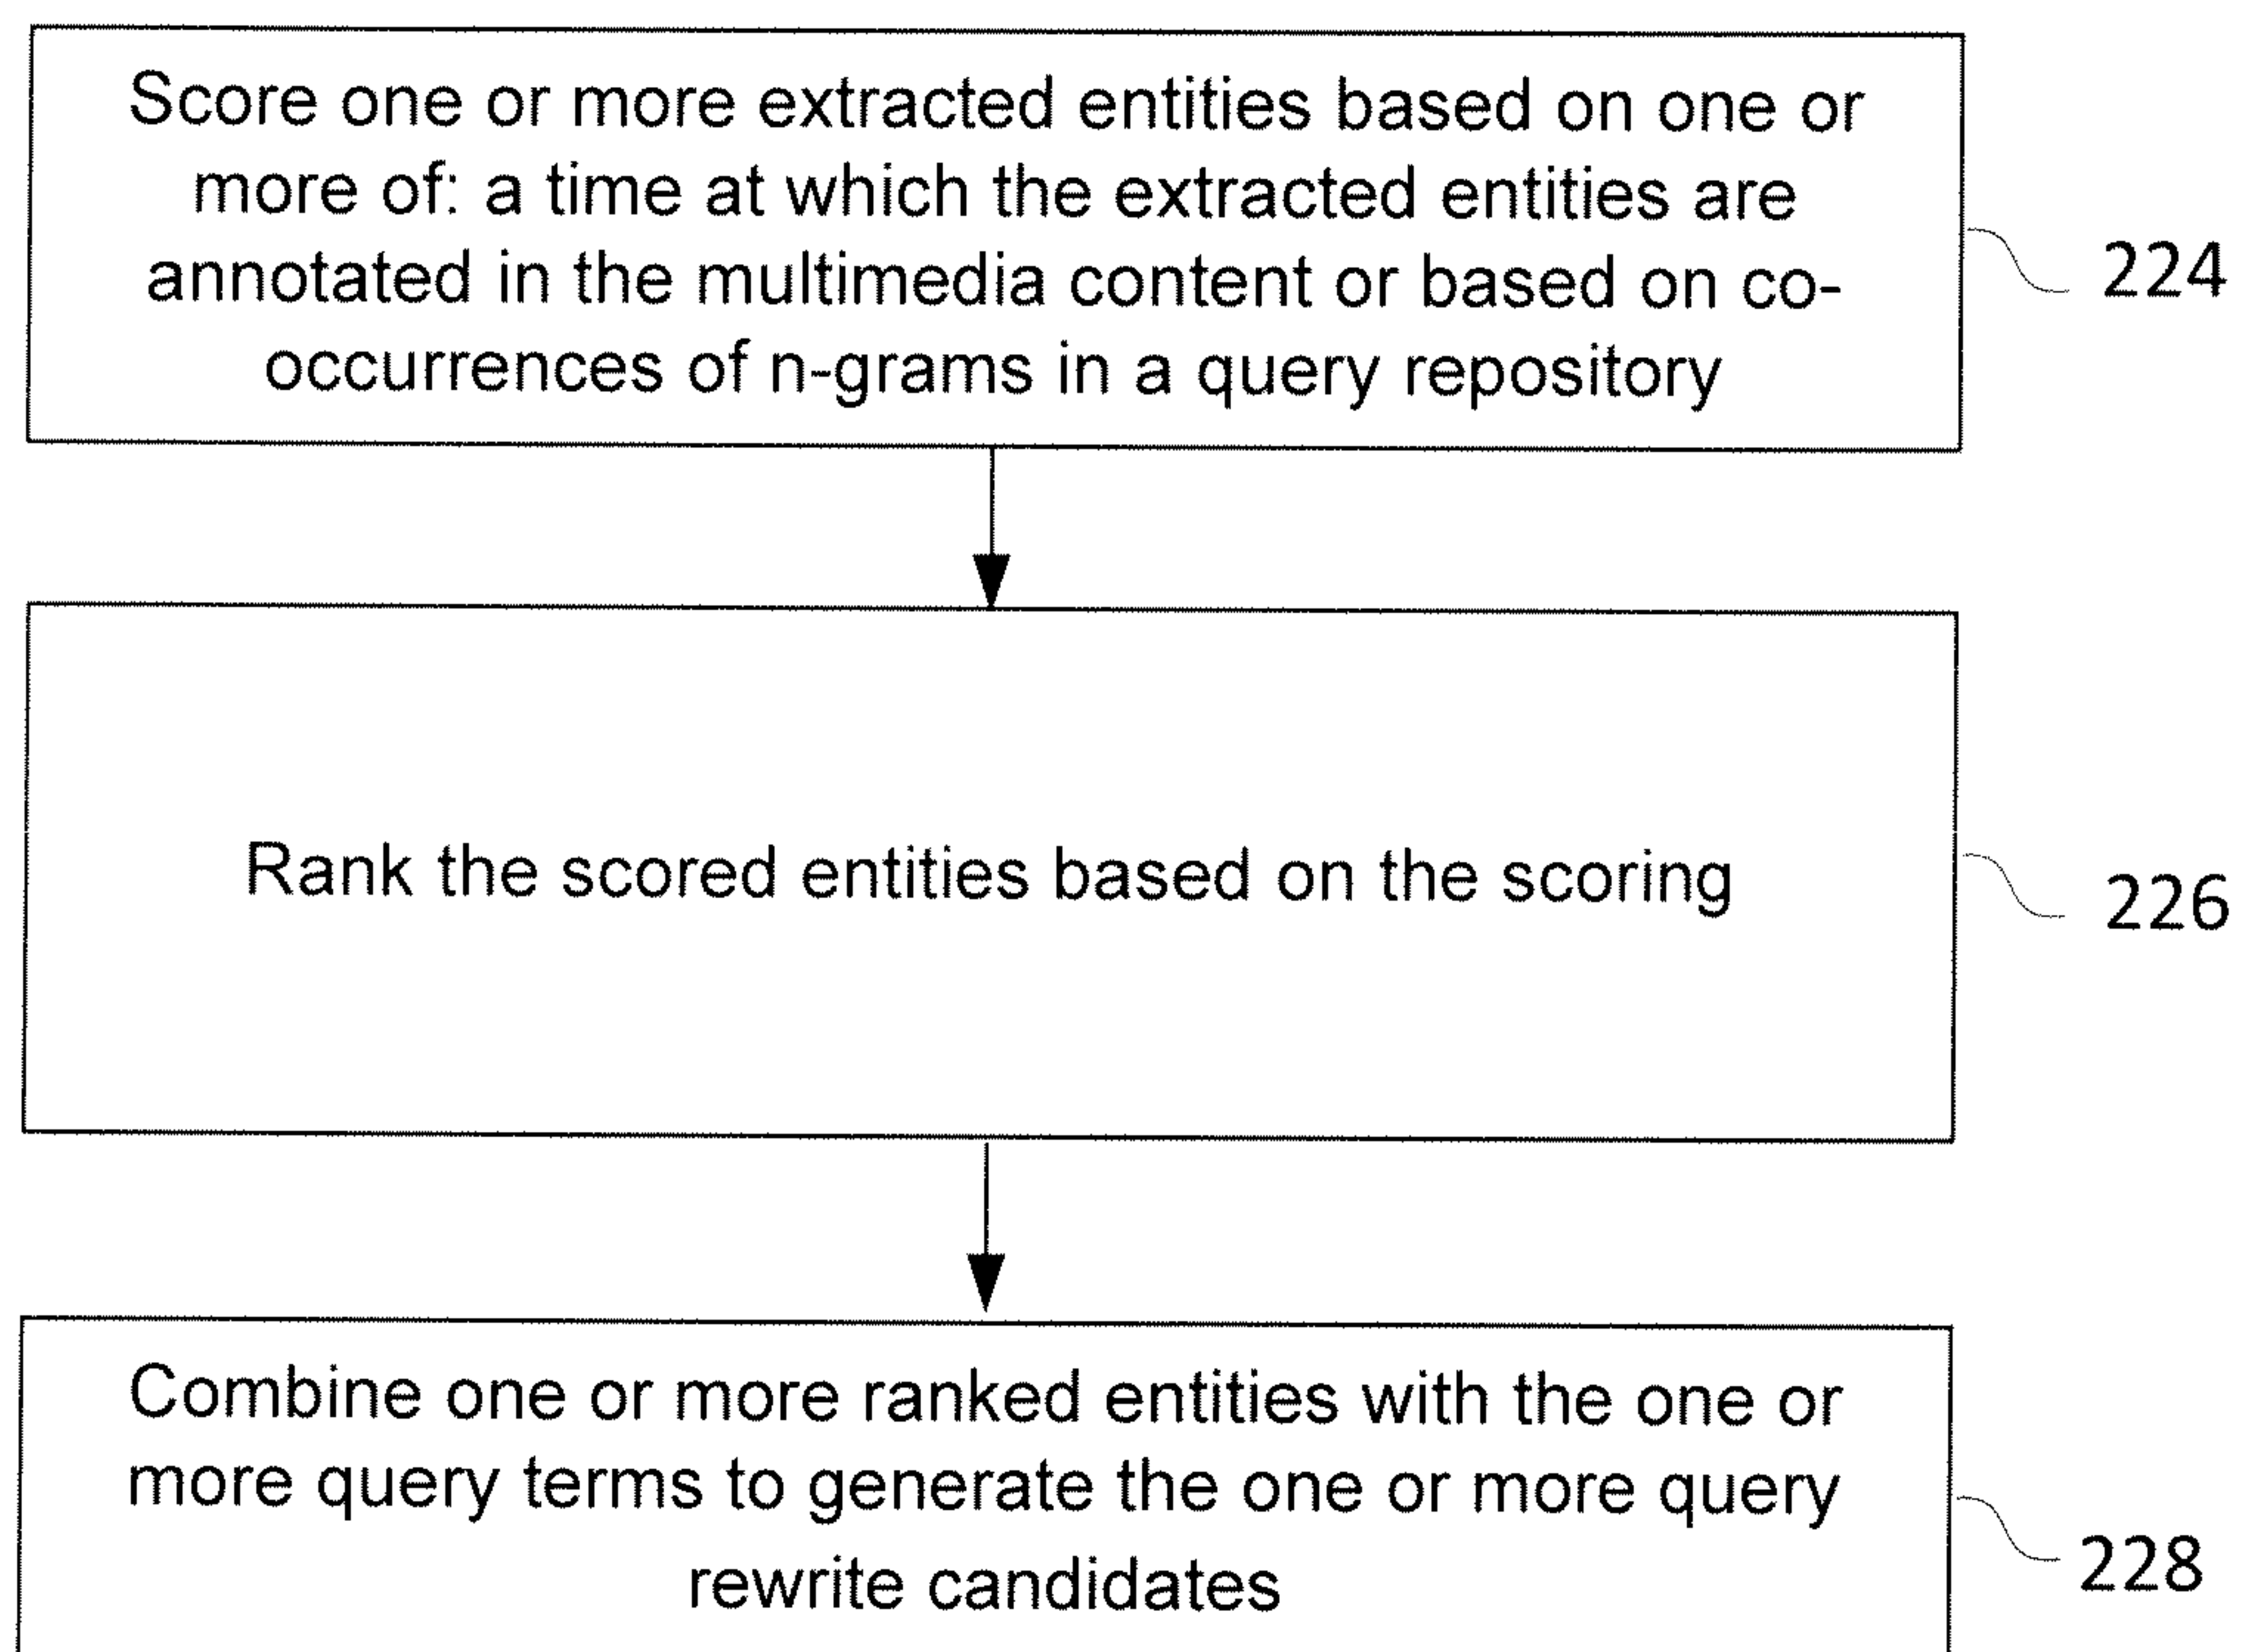 Score one or more extracted entities based on one or
more of: a time at which the extracted entities are
annotated in the multimedia content or based on co-
occurrences of n-grams in a query repository
224
Rank the scored entities based on the scoring
226
Combine one or more ranked entities with the one or
more query terms to generate the one or more query
rewrite candidates
228